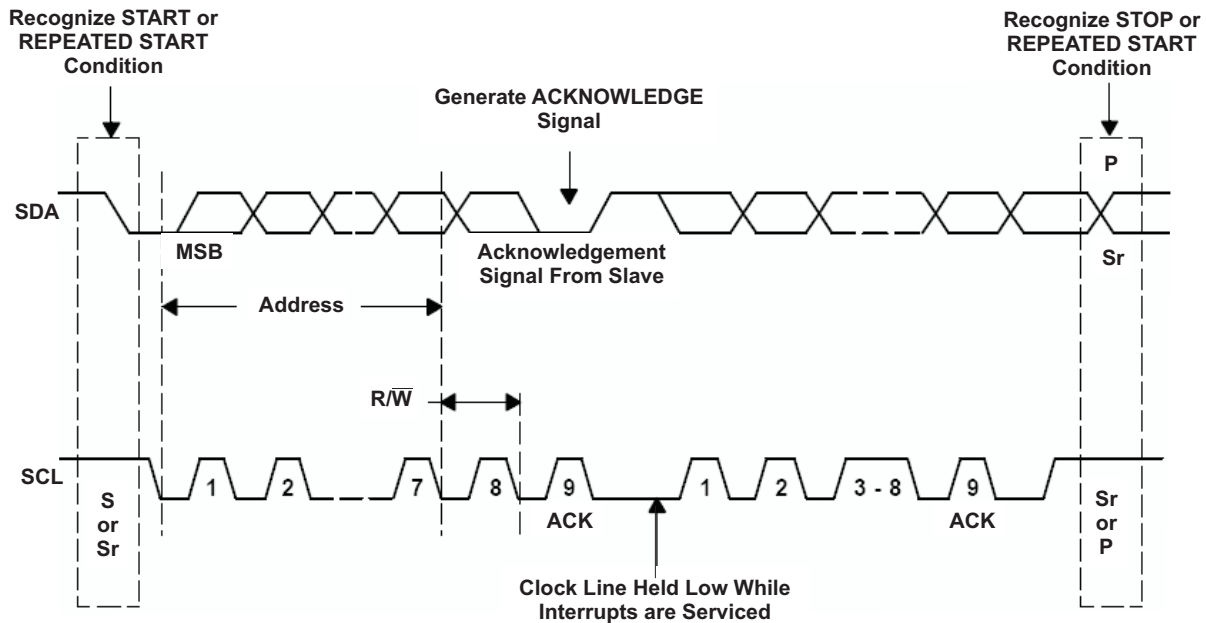 Recognize START or
REPEATED START
Condition
Recognize STOP or
REPEATED START
Condition
Generate ACKNOWLEDGE
Signal
P
SDA
MSB
Acknowledgement
Signal From Slave
Sr
Address
R/W̅
SCL
S
or
Sr
1
2
7
8
9
ACK
1
2
3 - 8
9
ACK
Sr
or
P
Clock Line Held Low While
Interrupts are Serviced